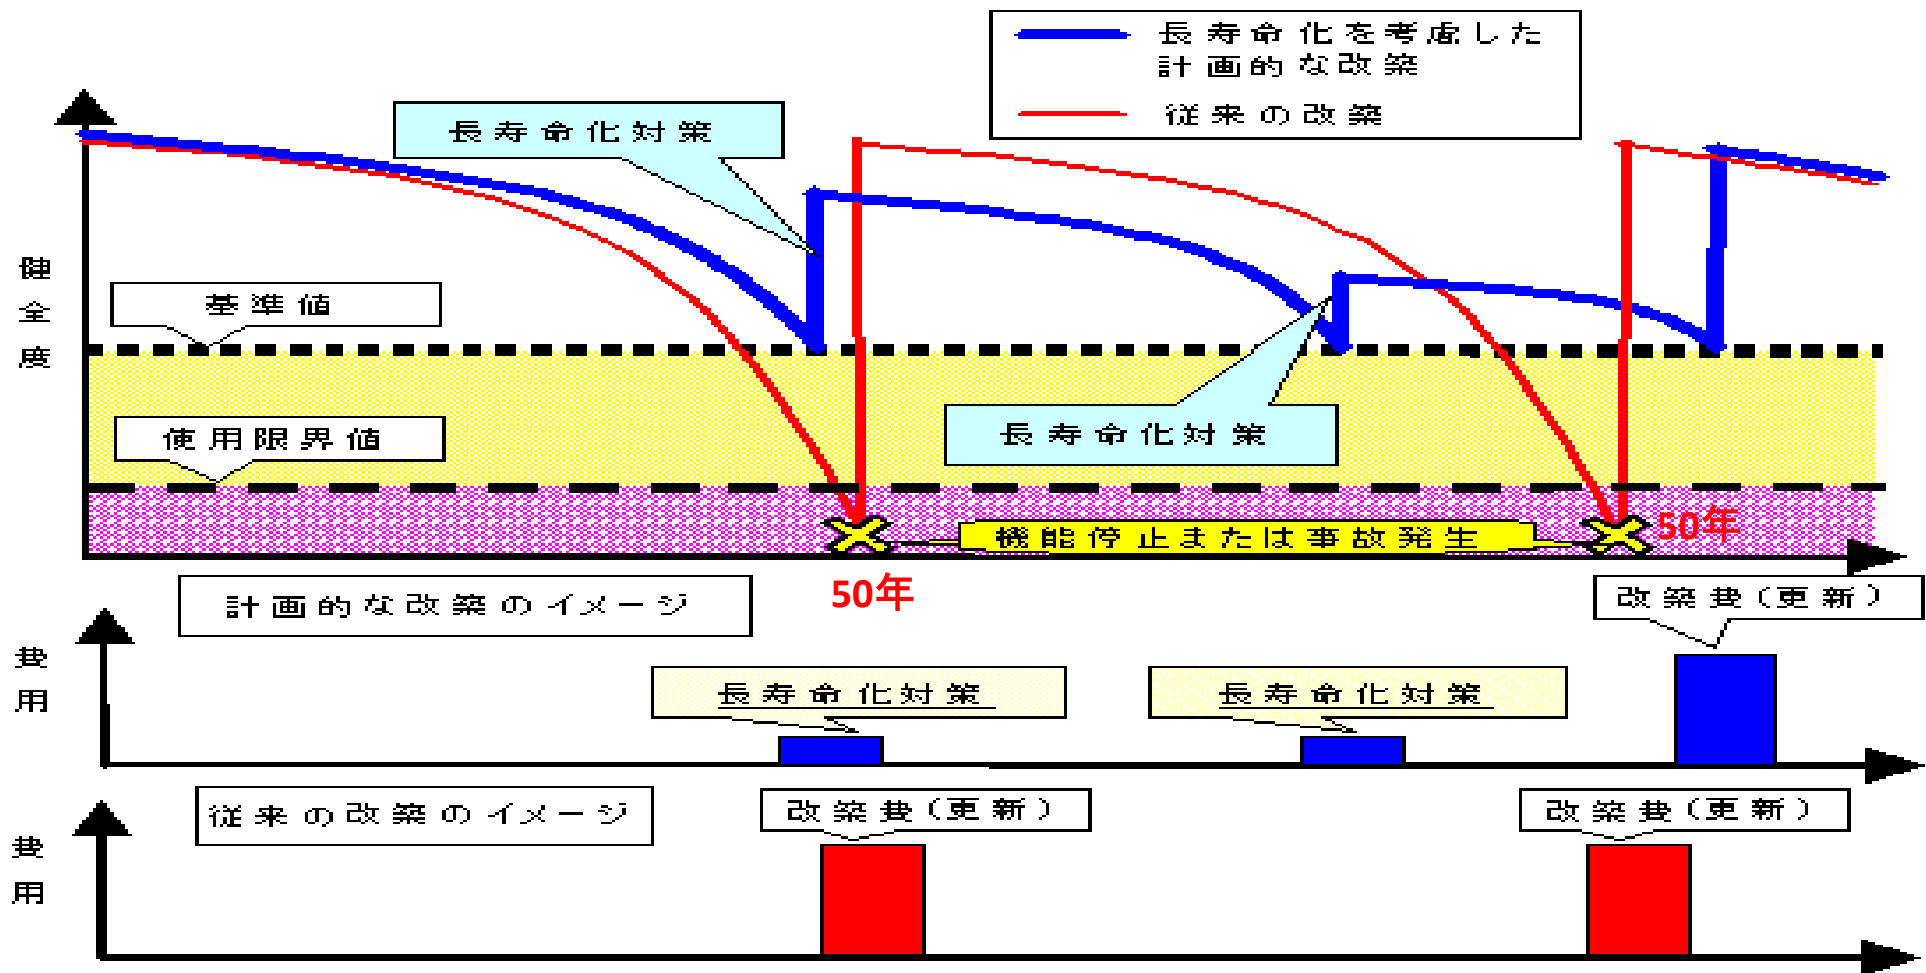 長寿命化を考慮した
計画的な改築
従来の改築
長寿命化対策
健全度
基準値
使用限界値
長寿命化対策
機能停止または事故発生
50年
50年
計画的な改築のイメージ
改築費(更新)
費用
長寿命化対策
長寿命化対策
従来の改築のイメージ
改築費(更新)
改築費(更新)
費用